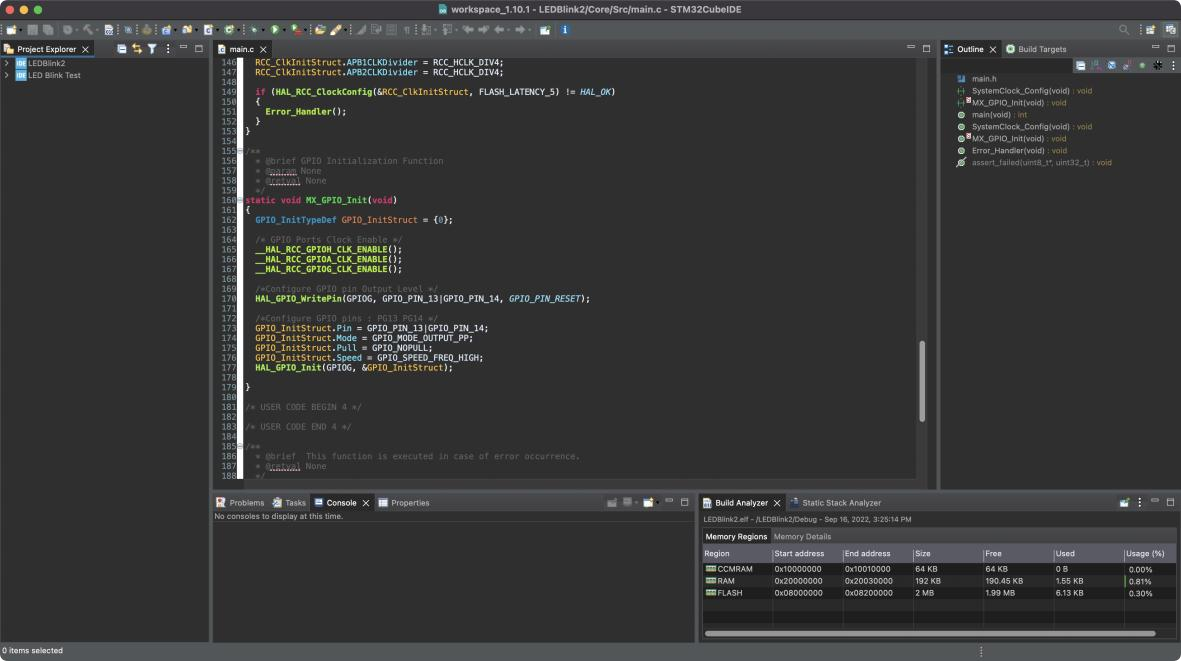 workspace_1.10.1 - LEDBlink2/Core/Src/main.c - STM32CubeIDE
Project Explorer
LEDBlink2
LED Blink Test
main.c
146 RCC_ClkInitStruct.APB1CLKDivider = RCC_HCLK_DIV4;
147 RCC_ClkInitStruct.APB2CLKDivider = RCC_HCLK_DIV4;
148
149 if (HAL_RCC_ClockConfig(&RCC_ClkInitStruct, FLASH_LATENCY_5) != HAL_OK)
150 {
151 Error_Handler();
152 }
153 }
154
155 /**
156 * @brief GPIO Initialization Function
157 * @param None
158 * @retval None
159 */
160 static void MX_GPIO_Init(void)
161 {
162 GPIO_InitTypeDef GPIO_InitStruct = {0};
163
164 /* GPIO Ports Clock Enable */
165 __HAL_RCC_GPIOH_CLK_ENABLE();
166 __HAL_RCC_GPIOA_CLK_ENABLE();
167 __HAL_RCC_GPIOG_CLK_ENABLE();
168
169 /*Configure GPIO pin Output Level */
170 HAL_GPIO_WritePin(GPIOG, GPIO_PIN_13|GPIO_PIN_14, GPIO_PIN_RESET);
171
172 /*Configure GPIO pins : PG13 PG14 */
173 GPIO_InitStruct.Pin = GPIO_PIN_13|GPIO_PIN_14;
174 GPIO_InitStruct.Mode = GPIO_MODE_OUTPUT_PP;
175 GPIO_InitStruct.Pull = GPIO_NOPULL;
176 GPIO_InitStruct.Speed = GPIO_SPEED_FREQ_HIGH;
177 HAL_GPIO_Init(GPIOG, &GPIO_InitStruct);
178
179 }
180
181 /* USER CODE BEGIN 4 */
182
183 /* USER CODE END 4 */
184
185 /**
186 * @brief  This function is executed in case of error occurrence.
187 * @retval None
188 */
Outline Build Targets
main.h
SystemClock_Config(void) : void
MX_GPIO_Init(void) : void
main(void) : int
SystemClock_Config(void) : void
MX_GPIO_Init(void) : void
Error_Handler(void) : void
assert_failed(uint8_t*, uint32_t) : void
Problems Tasks Console Properties
No consoles to display at this time.
Build Analyzer Static Stack Analyzer
LEDBlink2.elf - /LEDBlink2/Debug - Sep 16, 2022, 3:25:14 PM
Memory Regions Memory Details
Region Start address End address Size Free Used Usage (%)
CCMRAM 0x10000000 0x10010000 64 KB 64 KB 0 B 0.00%
RAM 0x20000000 0x20030000 192 KB 190.45 KB 1.55 KB 0.81%
FLASH 0x08000000 0x08200000 2 MB 1.99 MB 6.13 KB 0.30%
0 items selected